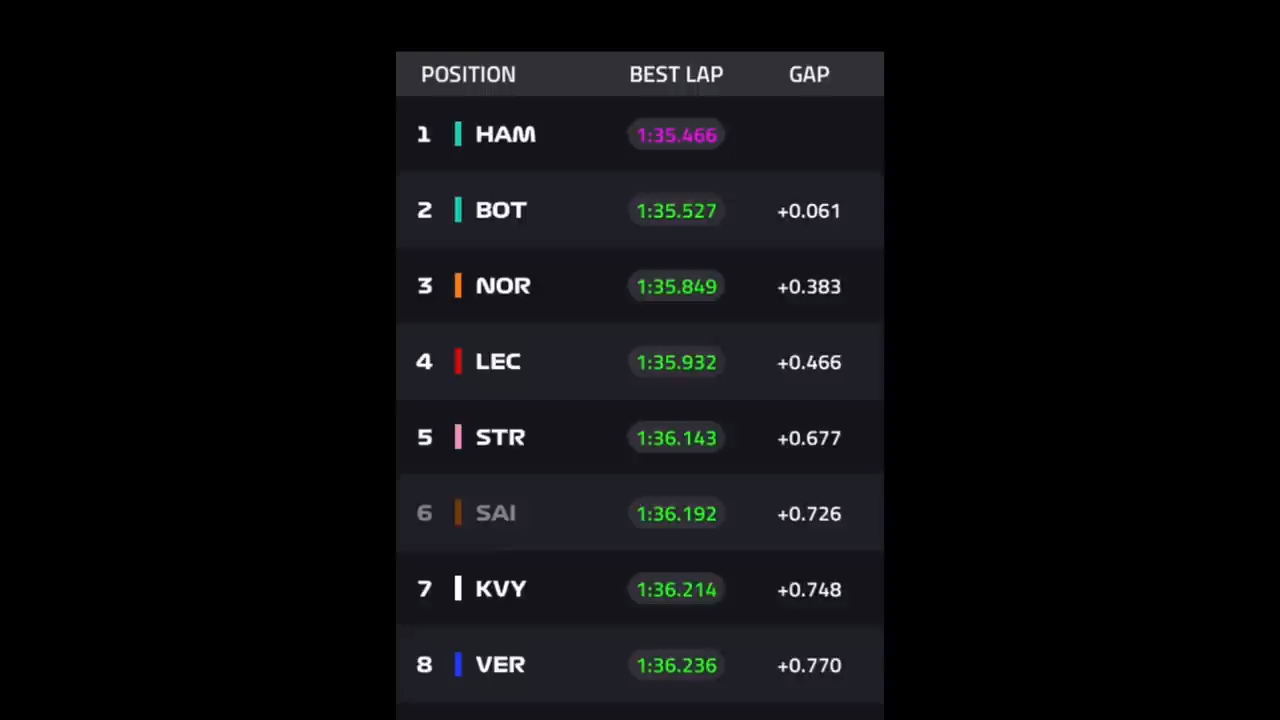 POSITION BEST LAP GAP
1 HAM 1:35.466
2 BOT 1:35.527 +0.061
3 NOR 1:35.849 +0.383
4 LEC 1:35.932 +0.466
5 STR 1:36.143 +0.677
6 SAI 1:36.192 +0.726
7 KVY 1:36.214 +0.748
8 VER 1:36.236 +0.770